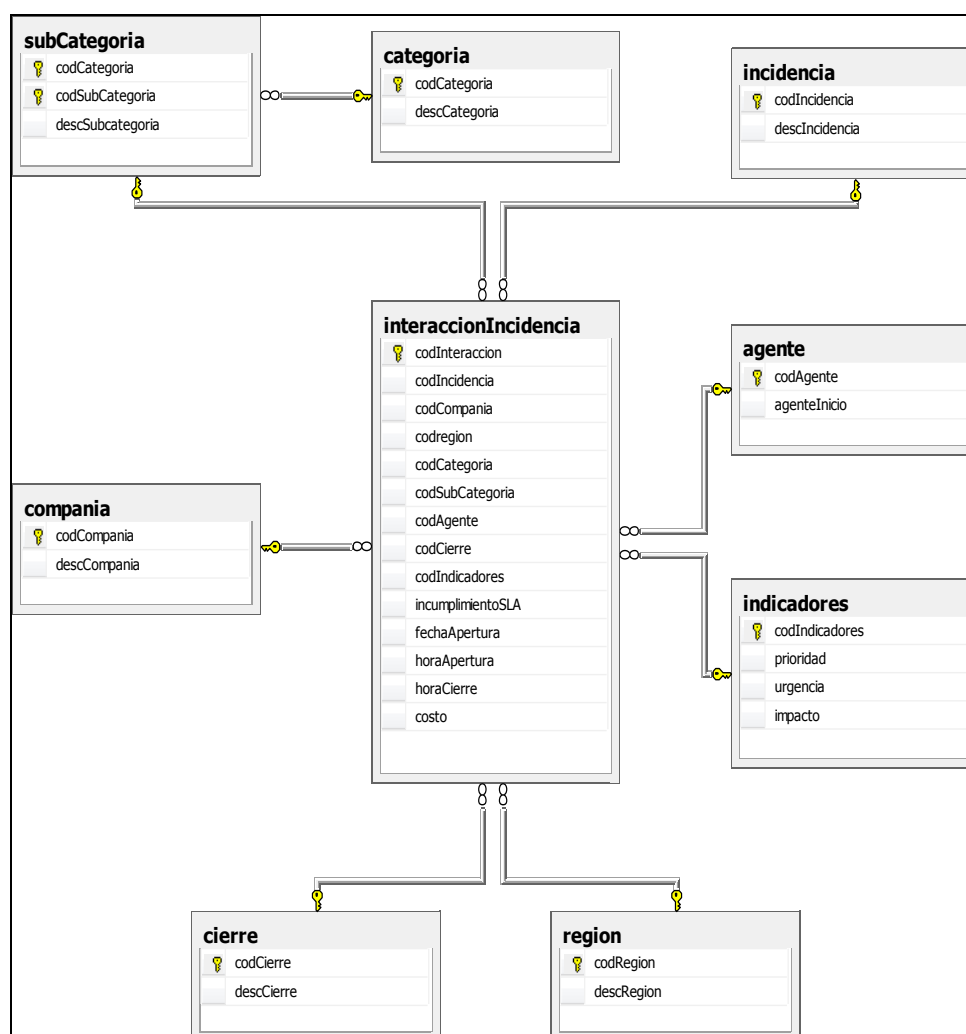 subCategoria
codCategoria
codSubCategoria
descSubcategoria
categoria
codCategoria
descCategoria
incidencia
codIncidencia
descIncidencia
interaccionIncidencia
codInteraccion
codIncidencia
codCompania
codregion
codCategoria
codSubCategoria
codAgente
codCierre
codIndicadores
incumplimientoSLA
fechaApertura
horaApertura
horaCierre
costo
agente
codAgente
agenteInicio
compania
codCompania
descCompania
indicadores
codIndicadores
prioridad
urgencia
impacto
cierre
codCierre
descCierre
region
codRegion
descRegion